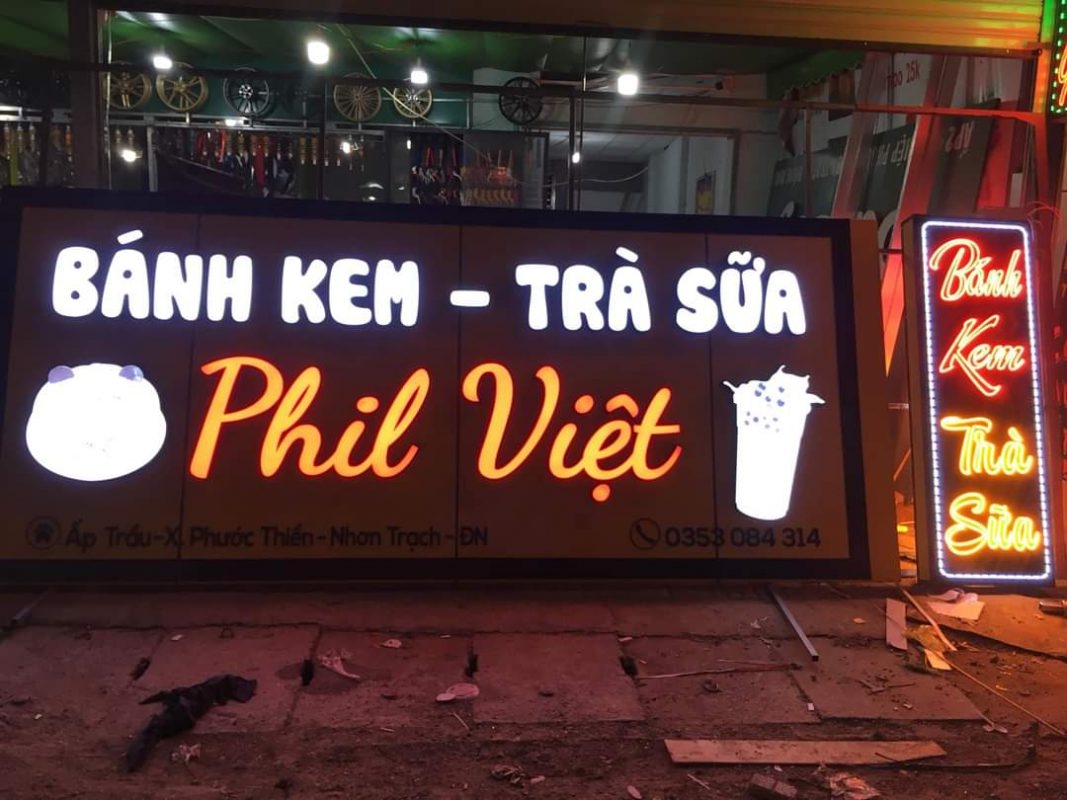 BÁNH KEM - TRÀ SỮA
Phil Việt
Ấp Trầu-X. Phước Thiền-Nhơn Trạch-ĐN
0353 084 314
Bánh
Kem
Trà
Sữa
25k